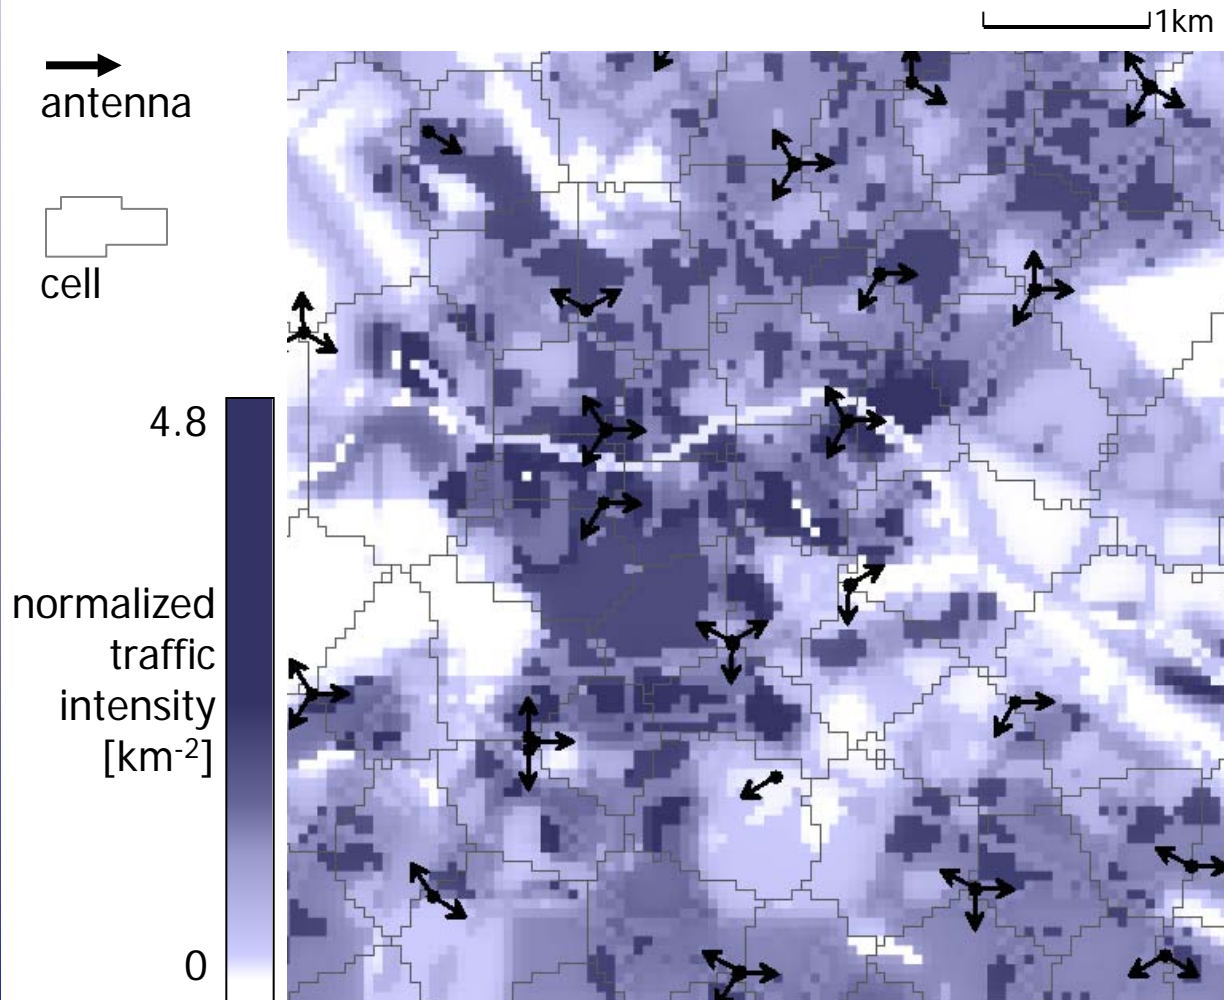 1km
antenna
cell
4.8
normalized
traffic
intensity
[km-2]
0